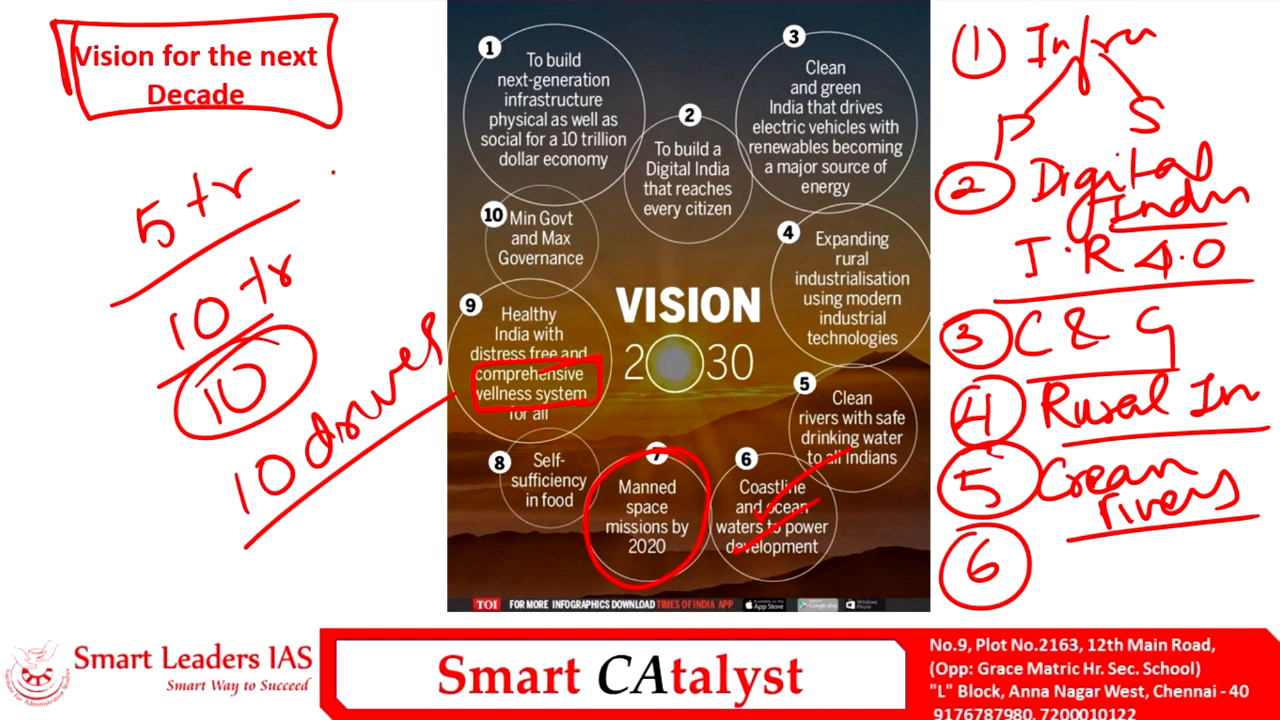 Vision for the next
Decade
5 tr
10 tr
10
10 drives
1
To build
next-generation
infrastructure
physical as well as
social for a 10 trillion
dollar economy
2
To build a
Digital India
that reaches
every citizen
3
Clean
and green
India that drives
electric vehicles with
renewables becoming
a major source of
energy
4
Expanding
rural
industrialisation
using modern
industrial
technologies
5
Clean
rivers with safe
drinking water
to all Indians
6
Coastline
and ocean
waters to power
development
7
Manned
space
missions by
2020
8
Self-
sufficiency
in food
9
Healthy
India with
distress free and
comprehensive
wellness system
for all
10
Min Govt
and Max
Governance
VISION
2030
TOI FOR MORE INFOGRAPHICS DOWNLOAD TIMES OF INDIA APP
App Store
Google play
Windows
Phone
1 Infra
P S
2 Digital
India
I.R 4.0
3 C & G
4 Rural In
5 Clean
rivers
6
Smart Leaders IAS
Smart Way to Succeed
Smart CAtalyst
No.9, Plot No.2163, 12th Main Road,
(Opp: Grace Matric Hr. Sec. School)
"L" Block, Anna Nagar West, Chennai - 40
9176787980, 7200010122